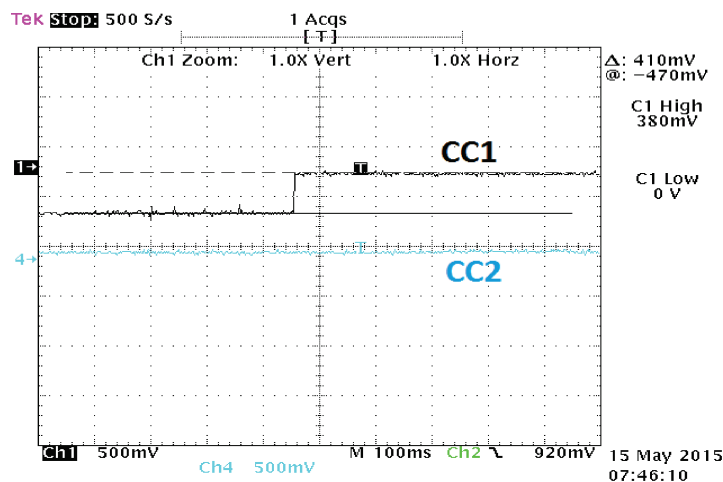 Tek Stop: 500 S/s 1 Acqs
[ T ]
Ch1 Zoom: 1.0X Vert 1.0X Horz
Δ: 410mV
@: −470mV
C1 High
380mV
C1 Low
0 V
1→
T
CC1
4→
T
CC2
Ch1 500mV M 100ms Ch2 920mV
Ch4 500mV
15 May 2015
07:46:10